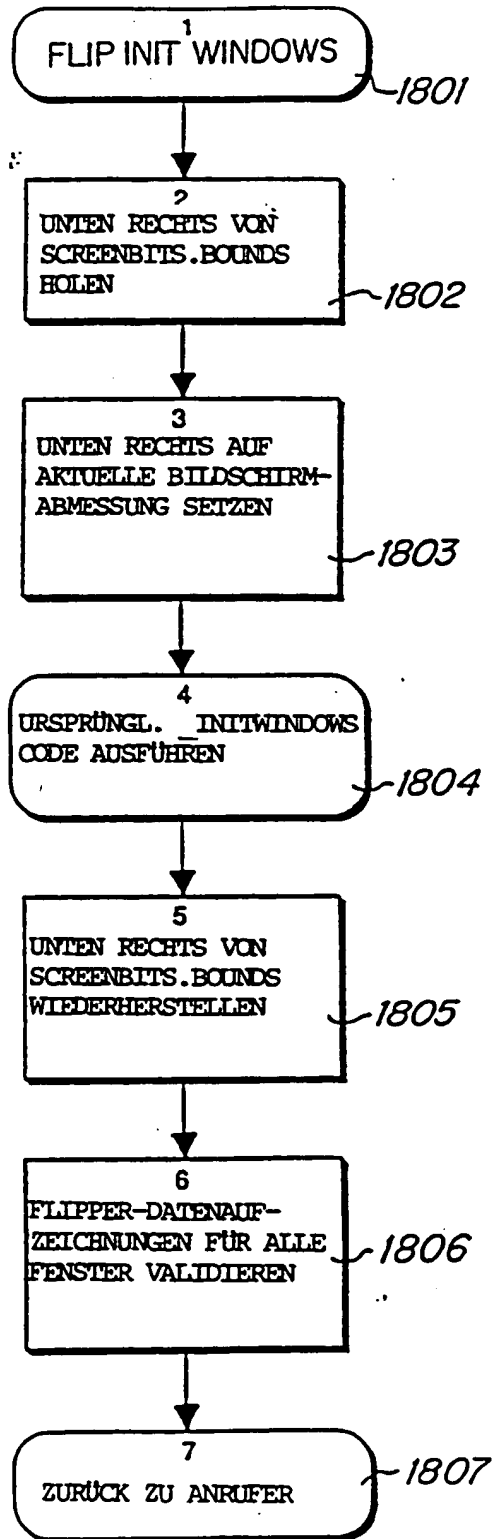 1
FLIP INIT WINDOWS
1801
2
UNTEN RECHTS VON
SCREENBITS.BOUNDS
HOLEN
1802
3
UNTEN RECHTS AUF
AKTUELLE BILDSCHIRM-
ABMESSUNG SETZEN
1803
4
URSPRÜNGL. _INITWINDOWS
CODE AUSFÜHREN
1804
5
UNTEN RECHTS VON
SCREENBITS.BOUNDS
WIEDERHERSTELLEN
1805
6
FLIPPER-DATENAUF-
ZEICHNUNGEN FÜR ALLE
FENSTER VALIDIEREN
1806
7
ZURÜCK ZU ANRUFER
1807